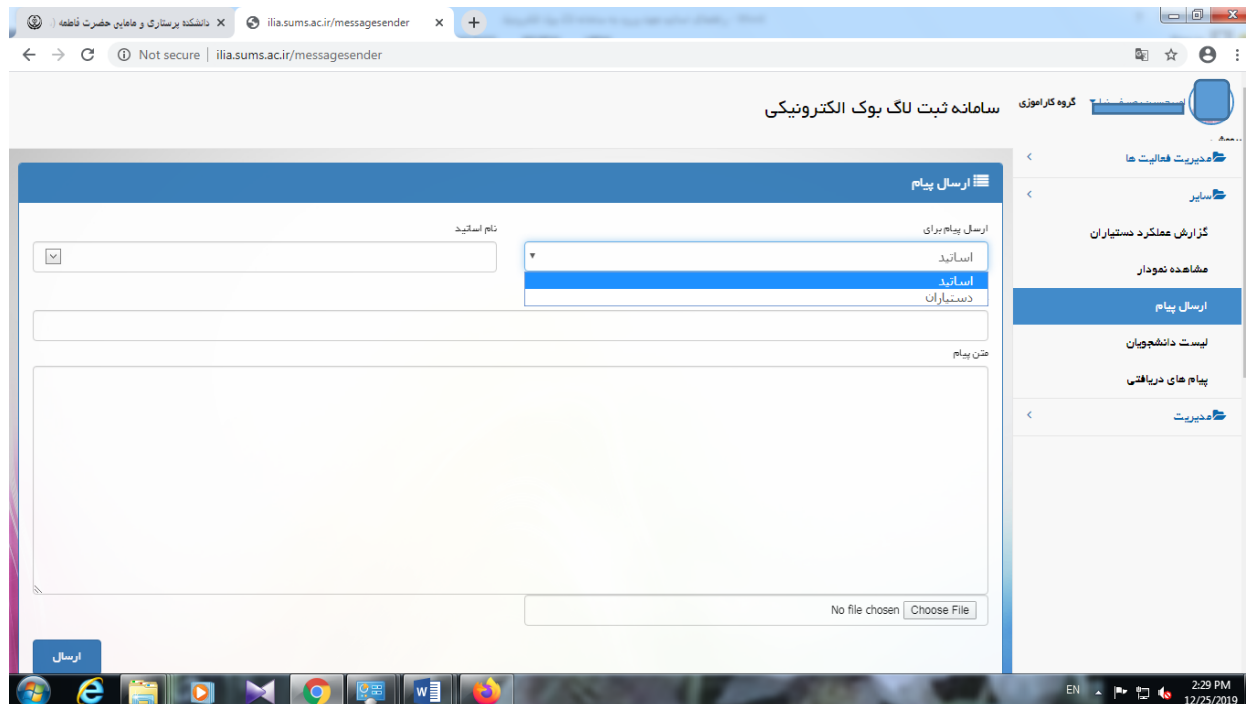 دانشکده پرستاری و مامایی حضرت فاطمه (.
ilia.sums.ac.ir/messagesender
Not secure | ilia.sums.ac.ir/messagesender
گروه کارآموزی
سامانه ثبت لاگ بوک الکترونیکی
مدیریت فعالیت ها
سایر
گزارش عملکرد دستیاران
مشاهده نمودار
ارسال پیام
لیست دانشجویان
پیام های دریافتی
مدیریت
ارسال پیام
ارسال پیام برای
نام اساتید
اساتید
اساتید
دستیاران
متن پیام
Choose File No file chosen
ارسال
EN
2:29 PM
12/25/2019